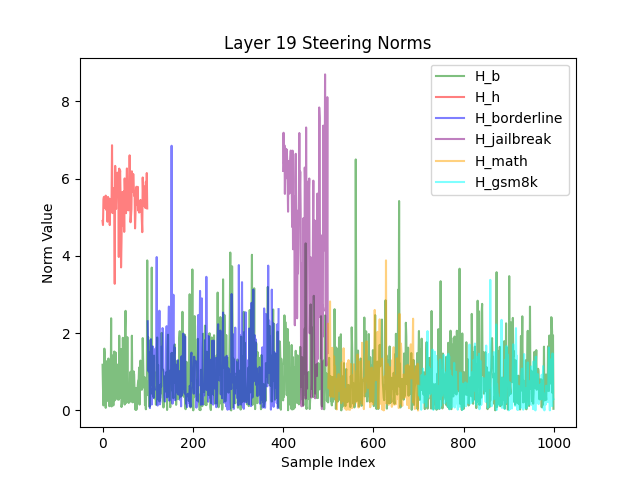 Layer 19 Steering Norms
H_b
H_h
H_borderline
H_jailbreak
H_math
H_gsm8k
Norm Value
8
6
4
2
0
0 200 400 600 800 1000
Sample Index